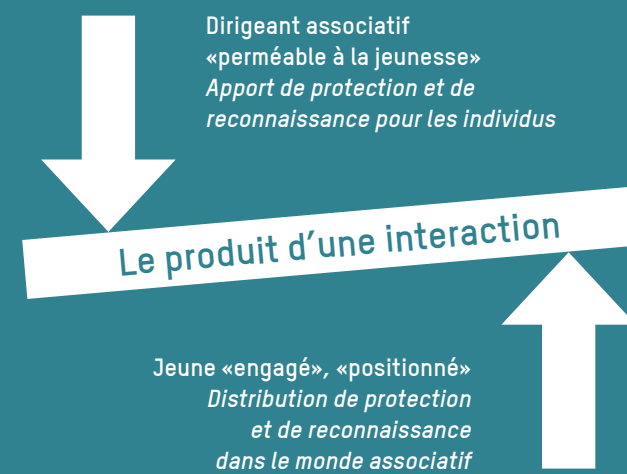 Dirigeant associatif
«perméable à la jeunesse»
Apport de protection et de
reconnaissance pour les individus
Le produit d’une interaction
Jeune «engagé», «positionné»
Distribution de protection
et de reconnaissance
dans le monde associatif